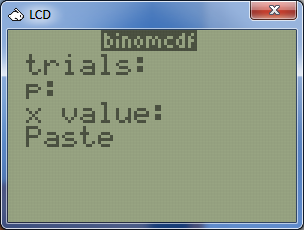 LCD
binomcdf
trials:
p:
x value:
Paste